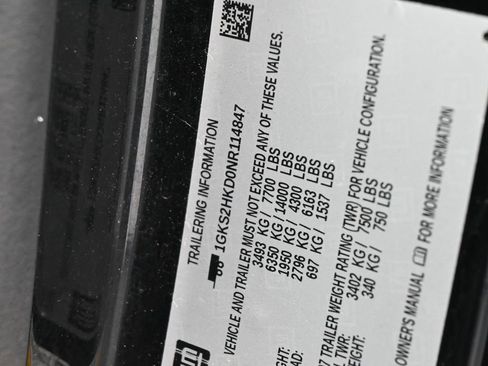 TRAILERING INFORMATION
1GKS2HKD0NR114847
VEHICLE AND TRAILER MUST NOT EXCEED ANY OF THESE VALUES.
3493 KG/ 7700 LBS
6350 KG/ 14000 LBS
1950 KG/ 4300 LBS
2796 KG/ 6163 LBS
697 KG/ 1537 LBS
TRAILER WEIGHT RATING (TWR) FOR VEHICLE CONFIGURATION.
TWR: 3402 KG/ 7500 LBS
340 KG/ 750 LBS
OWNER'S MANUAL FOR MORE INFORMATION